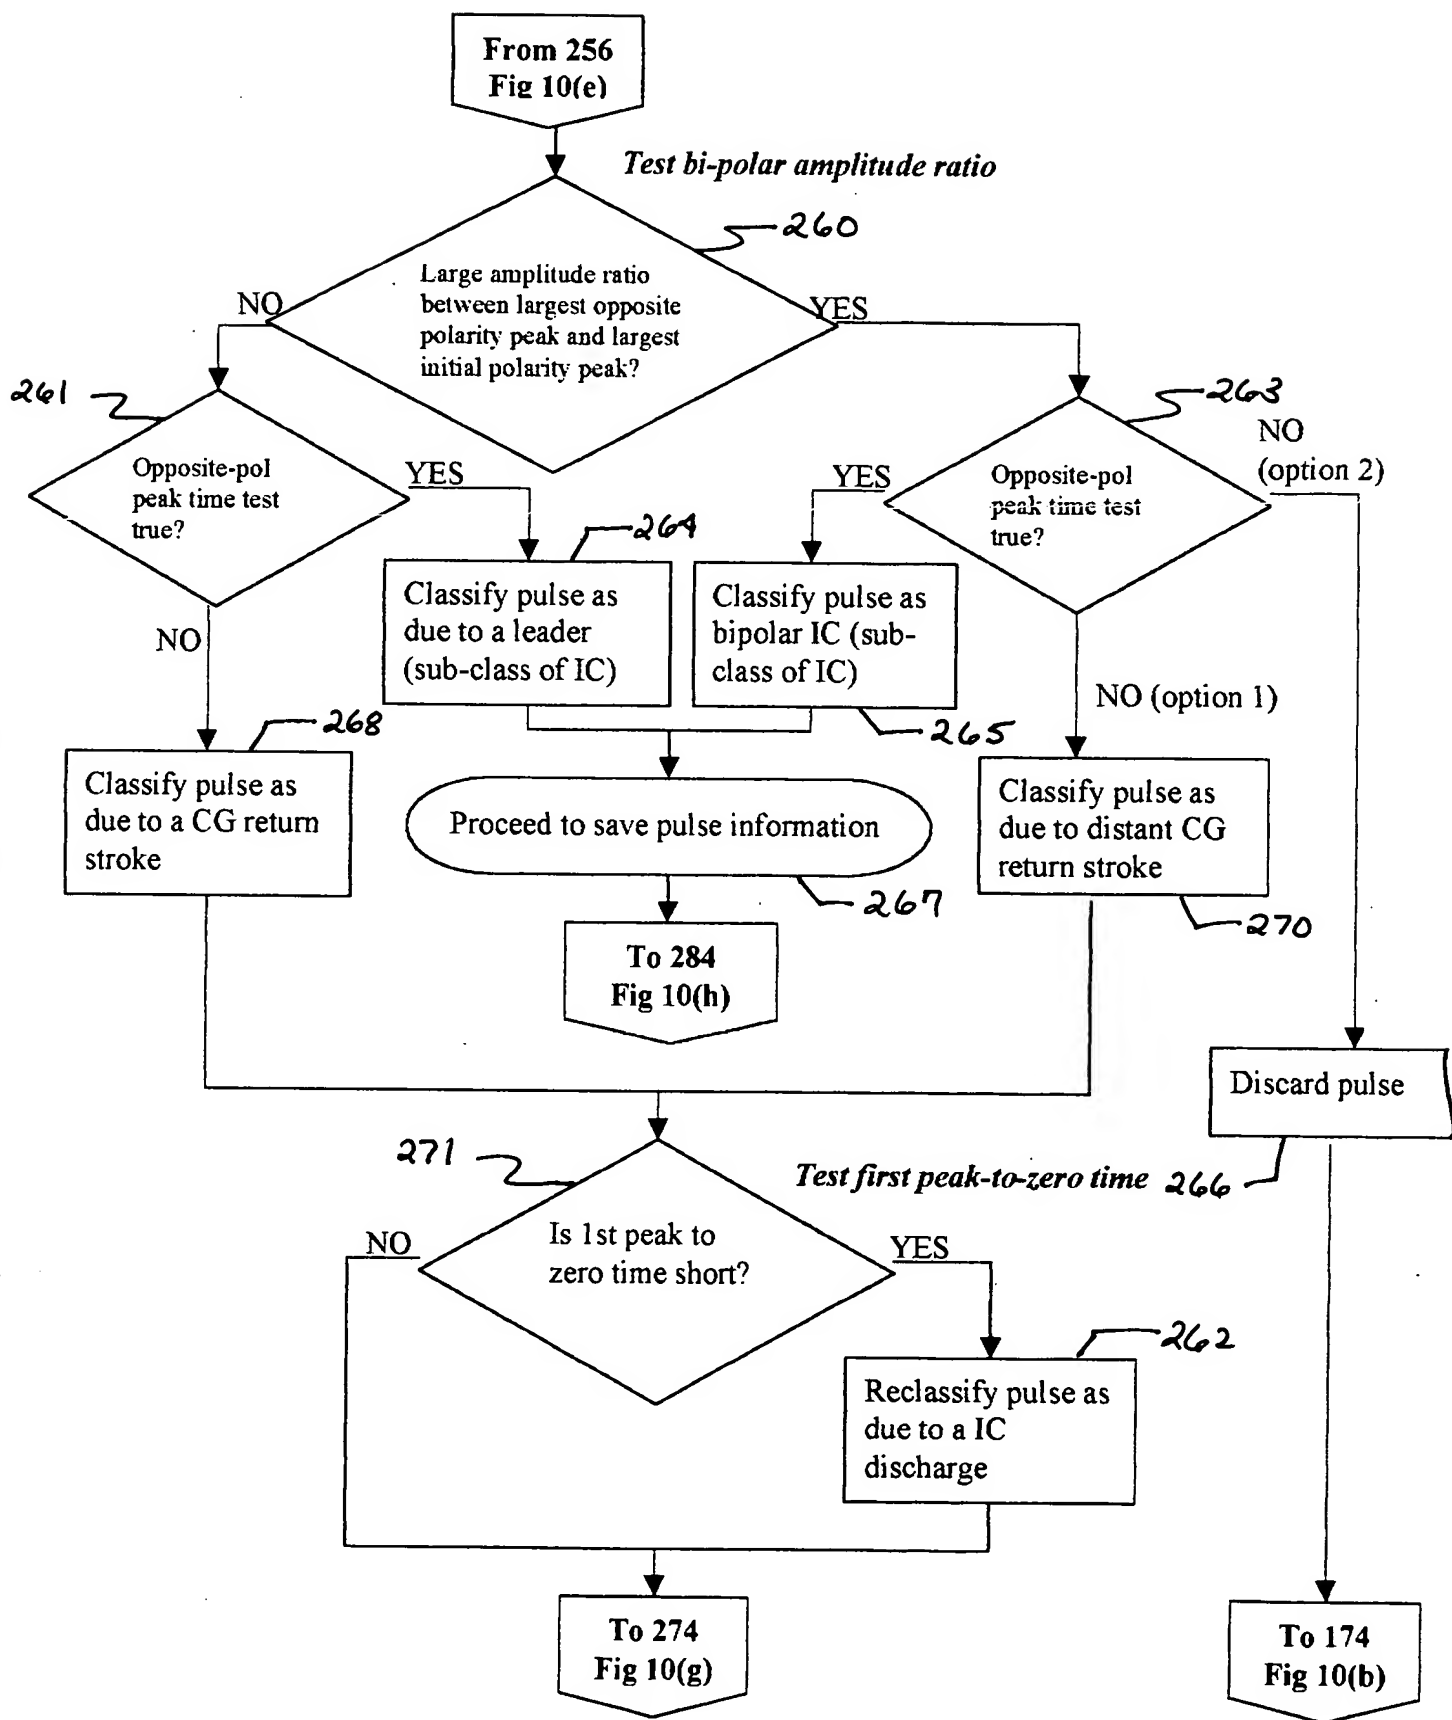 From 256
Fig 10(e)
Test bi-polar amplitude ratio
260
Large amplitude ratio
between largest opposite
polarity peak and largest
initial polarity peak?
NO
YES
261
263
Opposite-pol
peak time test
true?
YES
YES
Opposite-pol
peak time test
true?
NO
(option 2)
264
Classify pulse as
due to a leader
(sub-class of IC)
Classify pulse as
bipolar IC (sub-
class of IC)
NO
NO (option 1)
268
265
Classify pulse as
due to a CG return
stroke
Proceed to save pulse information
Classify pulse as
due to distant CG
return stroke
267
270
To 284
Fig 10(h)
Discard pulse
271
Test first peak-to-zero time
266
Is 1st peak to
zero time short?
NO
YES
262
Reclassify pulse as
due to a IC
discharge
To 274
Fig 10(g)
To 174
Fig 10(b)